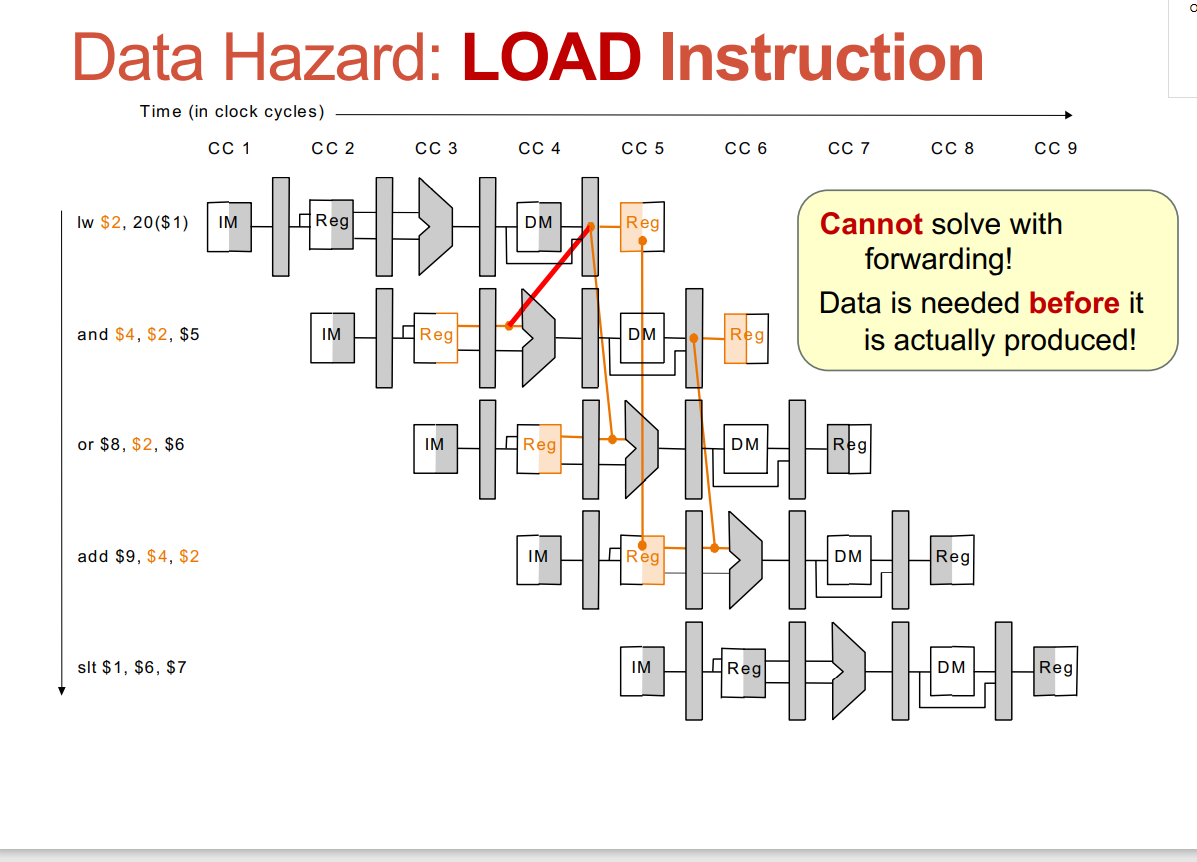 Data Hazard: LOAD Instruction
Time (in clock cycles)
CC 1 CC 2 CC 3 CC 4 CC 5 CC 6 CC 7 CC 8 CC 9
lw $2, 20($1) IM Reg DM Reg
Cannot solve with
forwarding!
Data is needed before it
is actually produced!
and $4, $2, $5 IM Reg DM Reg
or $8, $2, $6 IM Reg DM Reg
add $9, $4, $2 IM Reg DM Reg
slt $1, $6, $7 IM Reg DM Reg